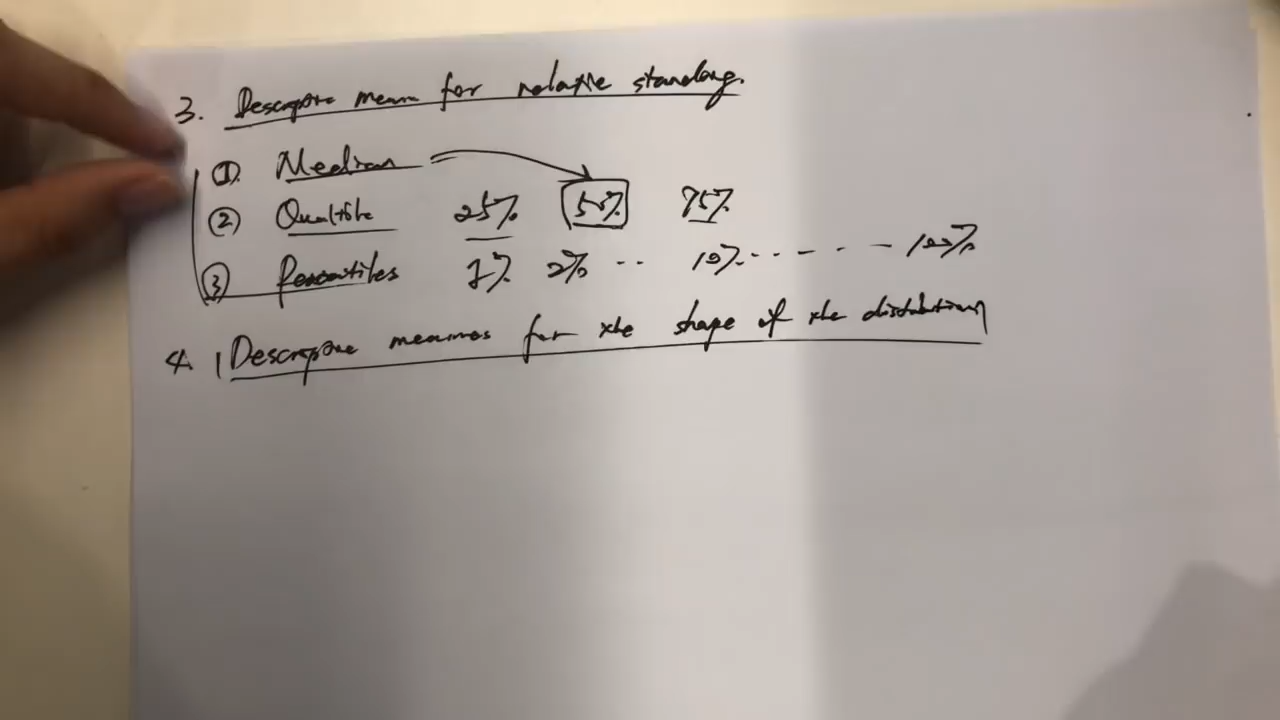 3. Descriptive measure for relative standing.
① Median
② Quartile 25% 50% 75%
③ Percentiles 1% 2% .. 10% ....... 100%
4. Descriptive measures for the shape of the distribution